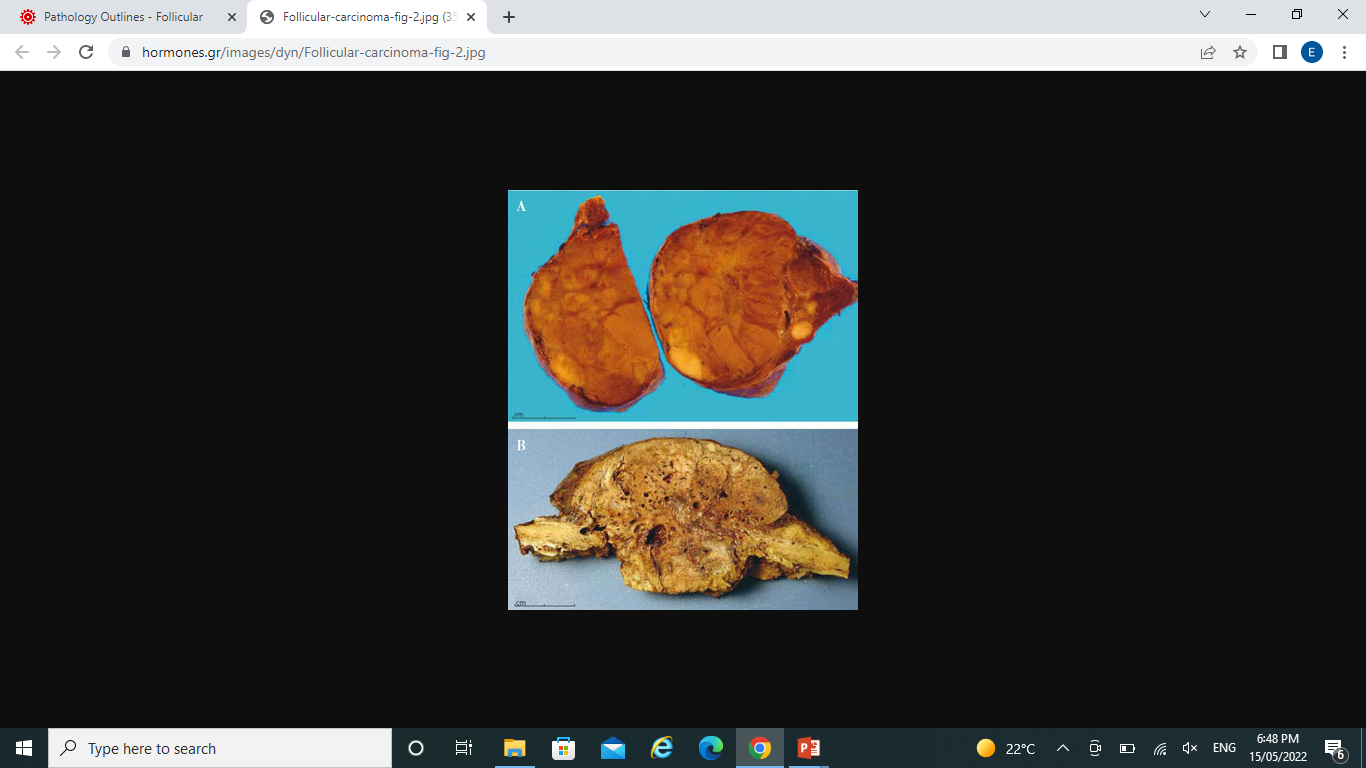 Pathology Outlines - Follicular
Follicular-carcinoma-fig-2.jpg (35
hormones.gr/images/dyn/Follicular-carcinoma-fig-2.jpg
E
A
cm
B
cm
Type here to search
22°C
ENG
6:48 PM
15/05/2022
6